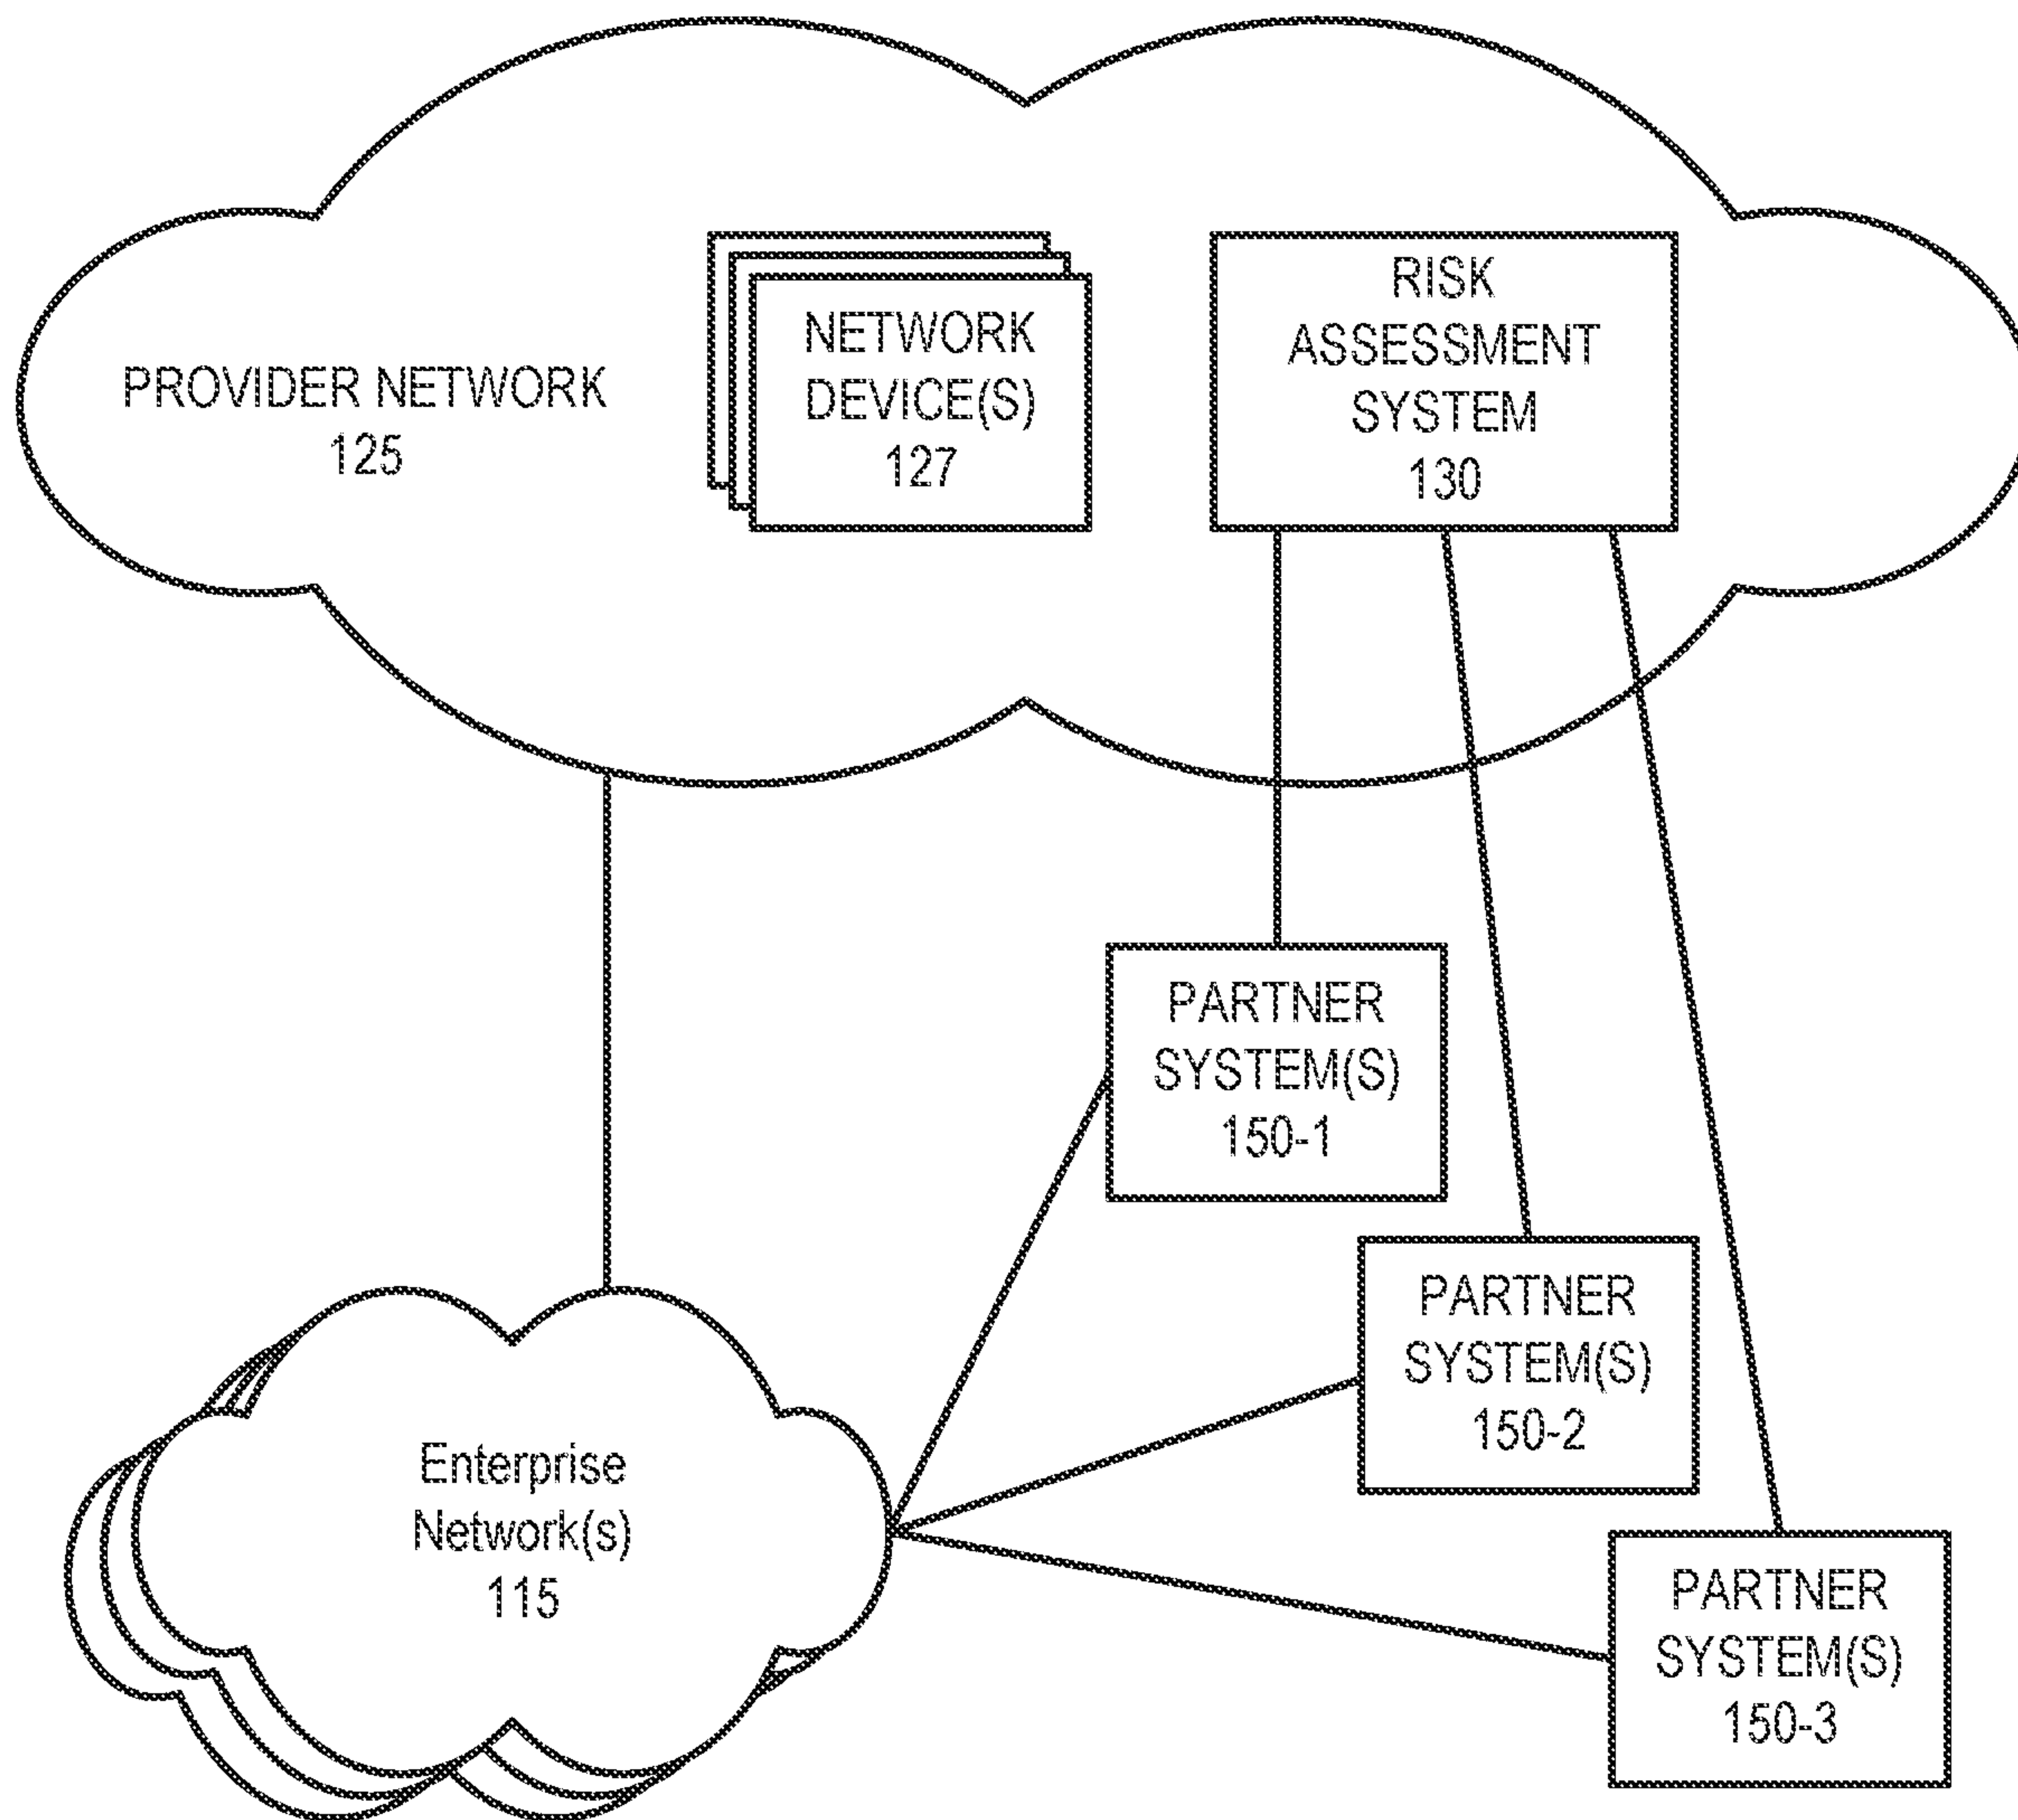 PROVIDER NETWORK
125
NETWORK
DEVICE(S)
127
RISK
ASSESSMENT
SYSTEM
130
PARTNER
SYSTEM(S)
150-1
PARTNER
SYSTEM(S)
150-2
Enterprise
Network(s)
115
PARTNER
SYSTEM(S)
150-3